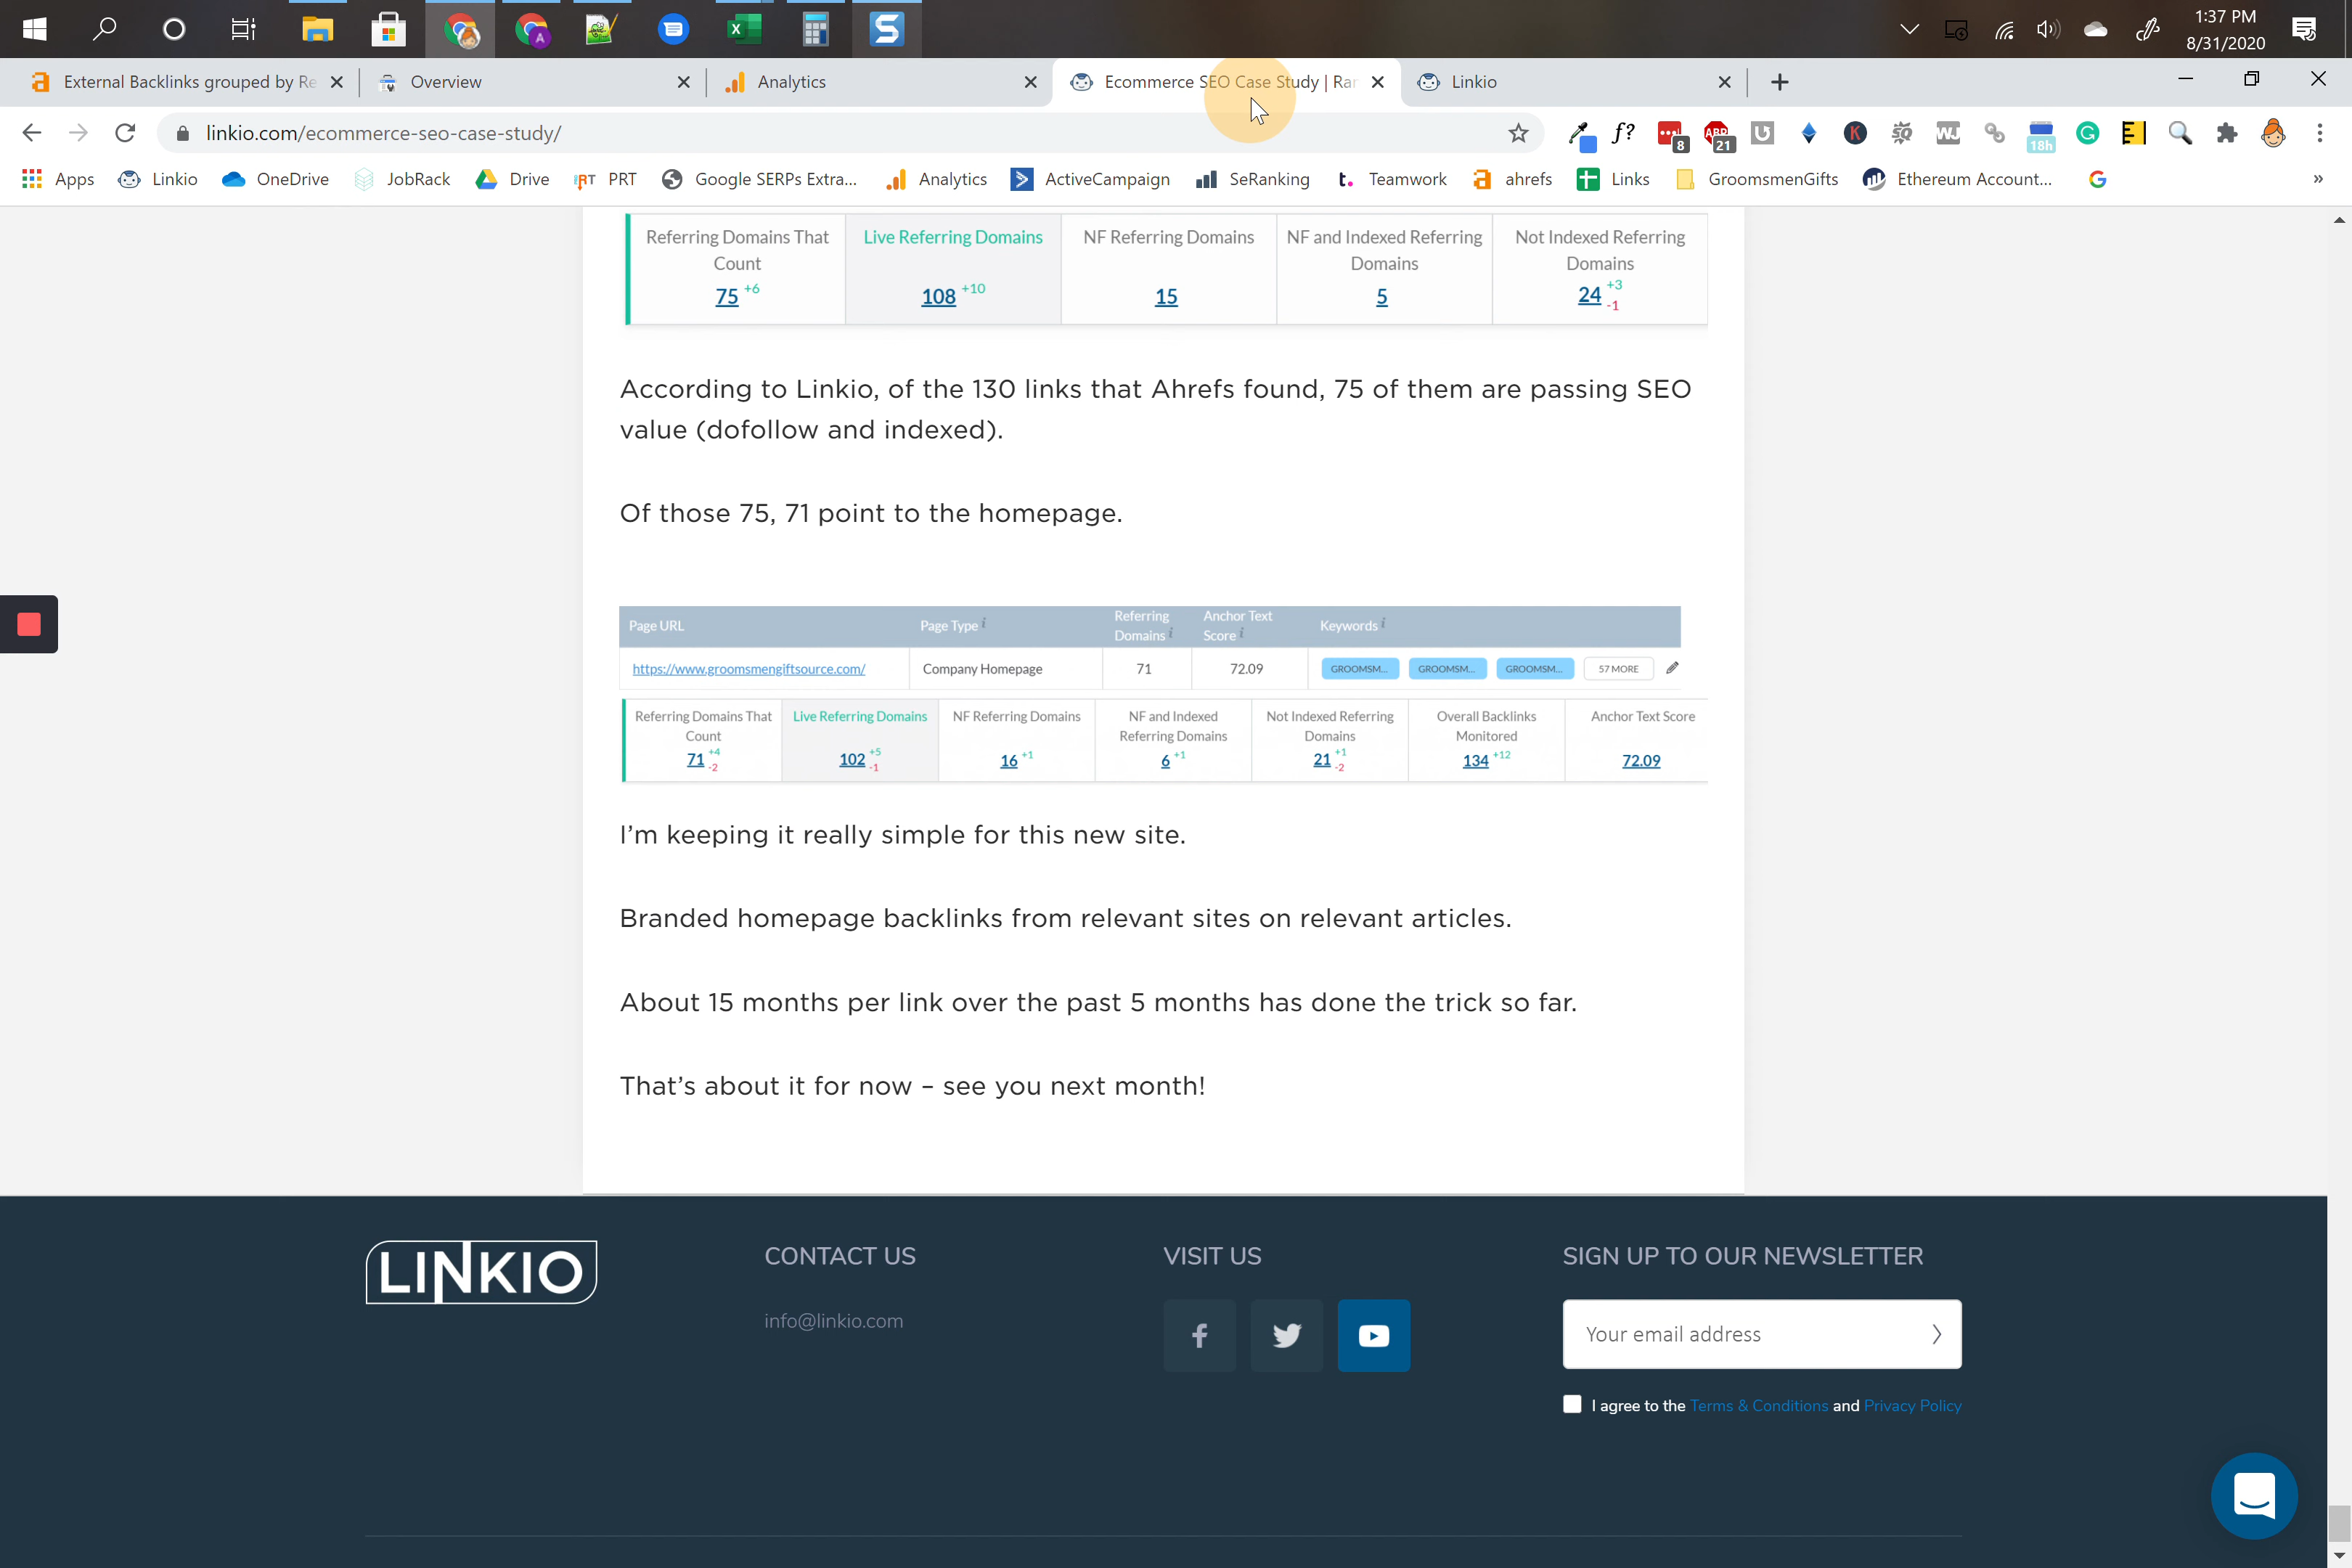 1:37 PM
8/31/2020
External Backlinks grouped by Re
Overview
Analytics
Ecommerce SEO Case Study | Ran
Linkio
linkio.com/ecommerce-seo-case-study/
f?
8
ABP
21
K
SQ
WJ
18h
Apps
Linkio
OneDrive
JobRack
Drive
PRT
Google SERPs Extra...
Analytics
ActiveCampaign
SeRanking
Teamwork
ahrefs
Links
GroomsmenGifts
Ethereum Account...
Referring Domains That Count
Live Referring Domains
NF Referring Domains
NF and Indexed Referring Domains
Not Indexed Referring Domains
75 +6
108 +10
15
5
24 +3 -1
According to Linkio, of the 130 links that Ahrefs found, 75 of them are passing SEO
value (dofollow and indexed).
Of those 75, 71 point to the homepage.
Page URL
Page Type
Referring Domains
Anchor Text Score
Keywords
https://www.groomsmengiftsource.com/
Company Homepage
71
72.09
GROOMSM...
GROOMSM...
GROOMSM...
57 MORE
Referring Domains That Count
Live Referring Domains
NF Referring Domains
NF and Indexed Referring Domains
Not Indexed Referring Domains
Overall Backlinks Monitored
Anchor Text Score
71 +4 -2
102 +5 -1
16 +1
6 +1
21 +1 -2
134 +12
72.09
I'm keeping it really simple for this new site.
Branded homepage backlinks from relevant sites on relevant articles.
About 15 months per link over the past 5 months has done the trick so far.
That's about it for now – see you next month!
LINKIO
CONTACT US
info@linkio.com
VISIT US
SIGN UP TO OUR NEWSLETTER
Your email address
I agree to the Terms & Conditions and Privacy Policy